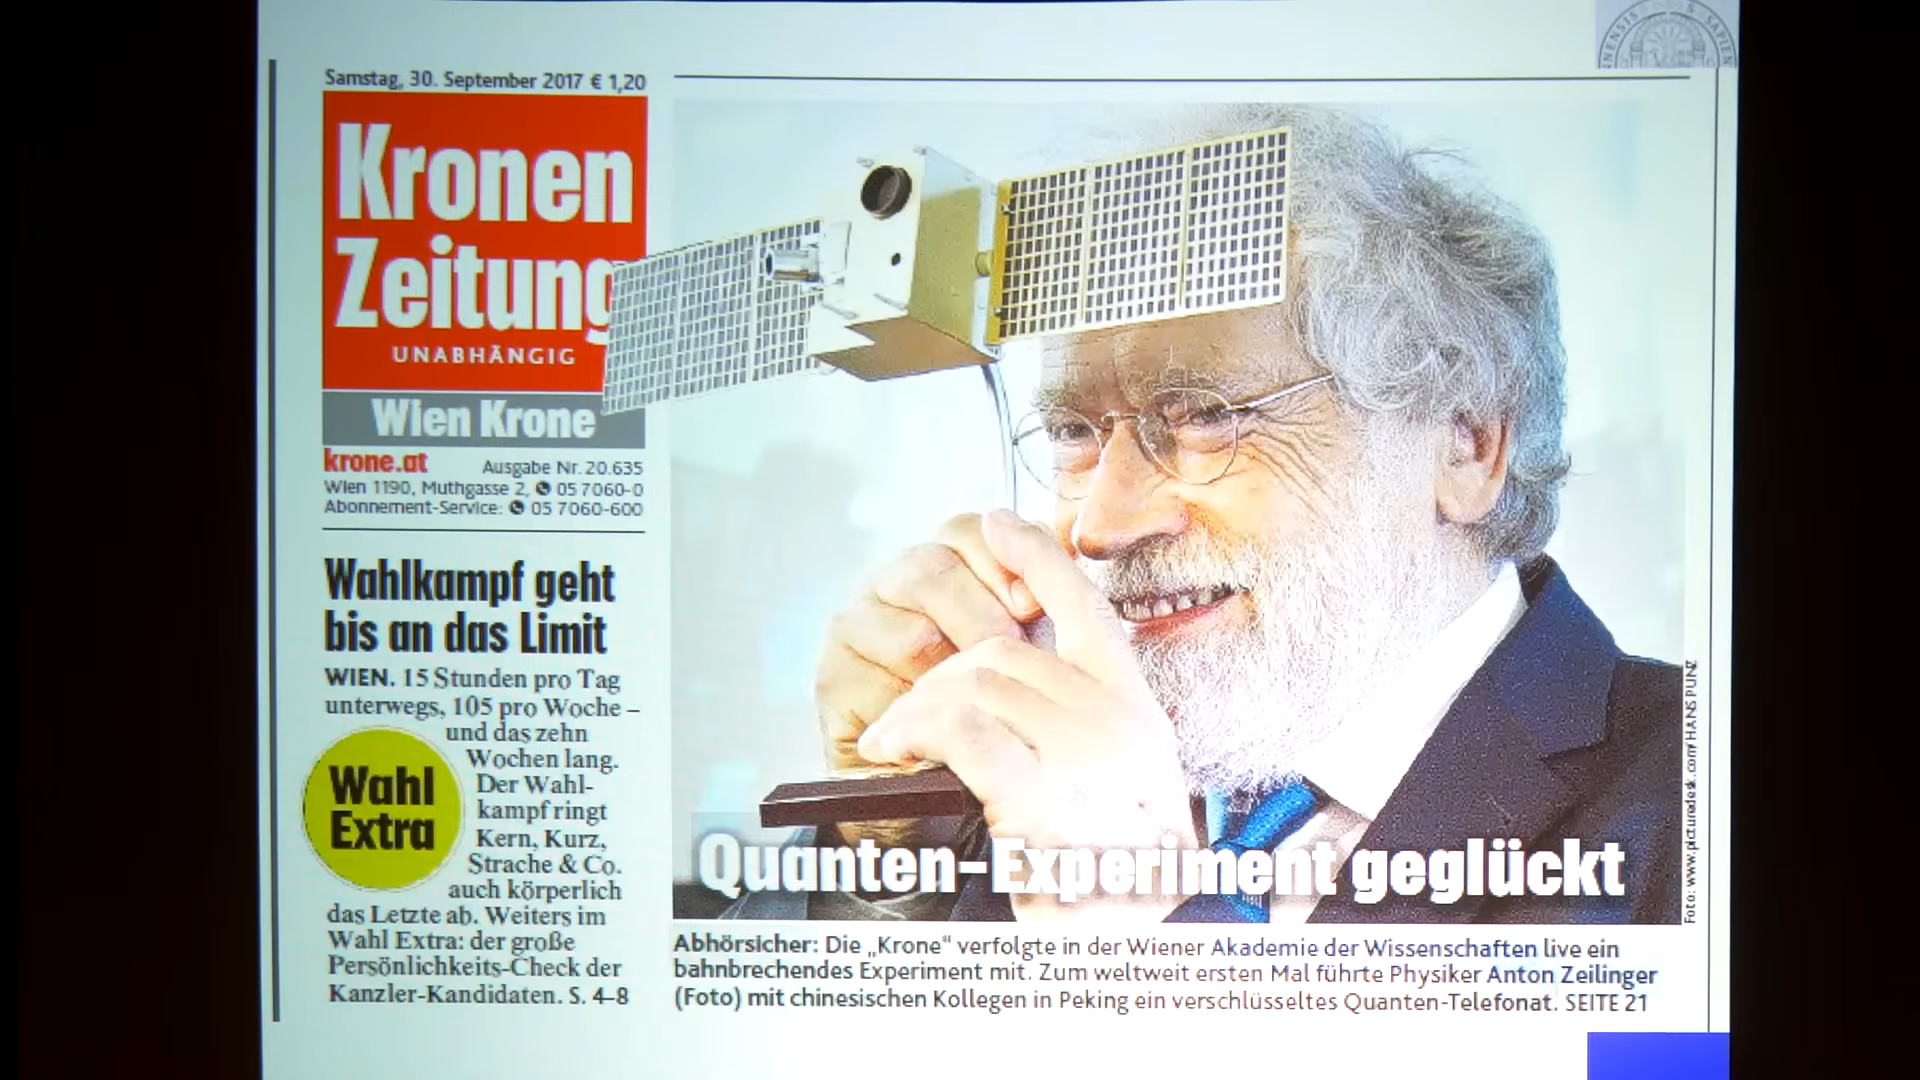 Samstag, 30. September 2017 € 1,20
Kronen
Zeitung
UNABHÄNGIG
Wien Krone
krone.at Ausgabe Nr. 20.635
Wien 1190, Muthgasse 2, 05 7060-0
Abonnement-Service: 05 7060-600
Wahlkampf geht
bis an das Limit
WIEN. 15 Stunden pro Tag
unterwegs, 105 pro Woche –
und das zehn
Wochen lang.
Der Wahl-
kampf ringt
Kern, Kurz,
Strache & Co.
auch körperlich
das Letzte ab. Weiters im
Wahl Extra: der große
Persönlichkeits-Check der
Kanzler-Kandidaten. S. 4–8
Wahl
Extra
Quanten-Experiment geglückt
Foto: www.picturedesk.com/HANS PUNZ
Abhörsicher: Die „Krone“ verfolgte in der Wiener Akademie der Wissenschaften live ein
bahnbrechendes Experiment mit. Zum weltweit ersten Mal führte Physiker Anton Zeilinger
(Foto) mit chinesischen Kollegen in Peking ein verschlüsseltes Quanten-Telefonat. SEITE 21